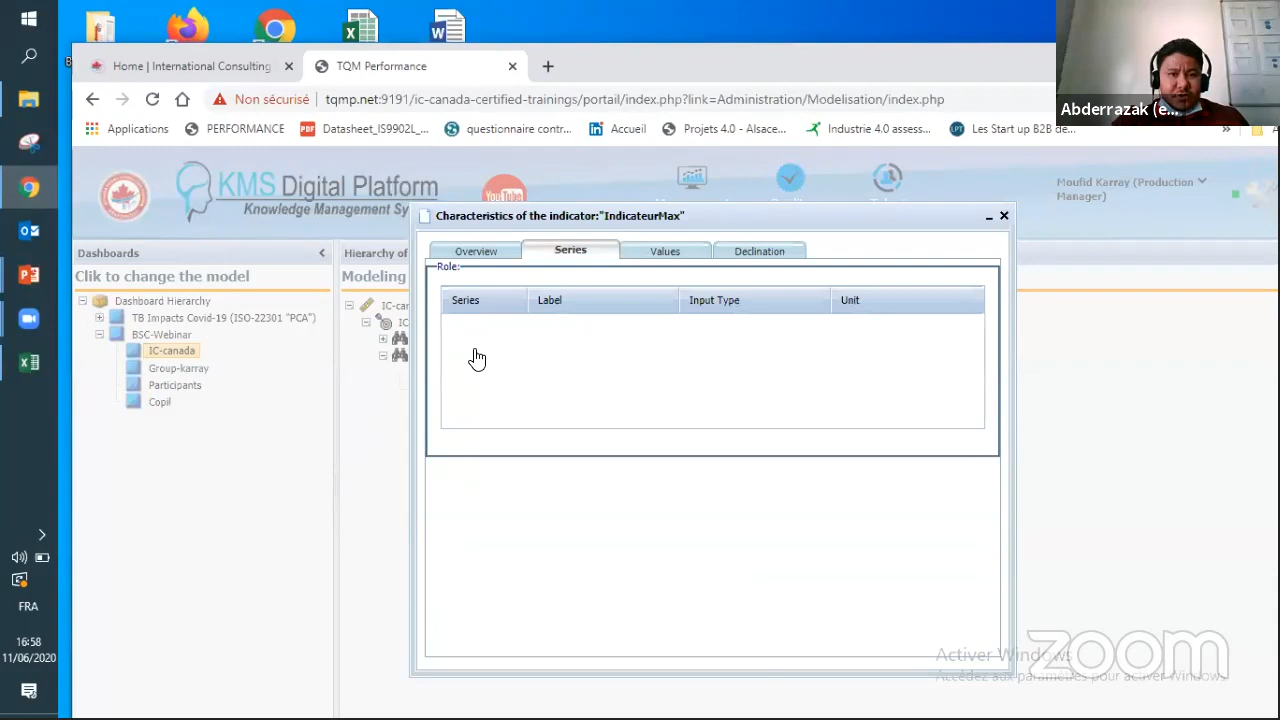 Home | International Consulting
TQM Performance
Non sécurisé
tqmp.net:9191/ic-canada-certified-trainings/portail/index.php?link=Administration/Modelisation/index.php
Abderrazak (e...
Applications
PERFORMANCE
Datasheet_IS9902L_...
questionnaire contr...
Accueil
Projets 4.0 - Alsace...
Industrie 4.0 assess...
Les Start up B2B de...
KMS Digital Platform
Knowledge Management Sy
YouTube
Moufid Karray (Production
Manager)
Characteristics of the indicator:"IndicateurMax"
Dashboards
Hierarchy of
Overview
Series
Values
Declination
Role:
Clik to change the model
Modeling
Series
Label
Input Type
Unit
Dashboard Hierarchy
TB Impacts Covid-19 (ISO-22301 "PCA")
BSC-Webinar
IC-canada
Group-karray
Participants
Copil
IC-car
IC
FRA
16:58
11/06/2020
Activer Windows
Accédez aux paramètres pour activer Windows.
zoom